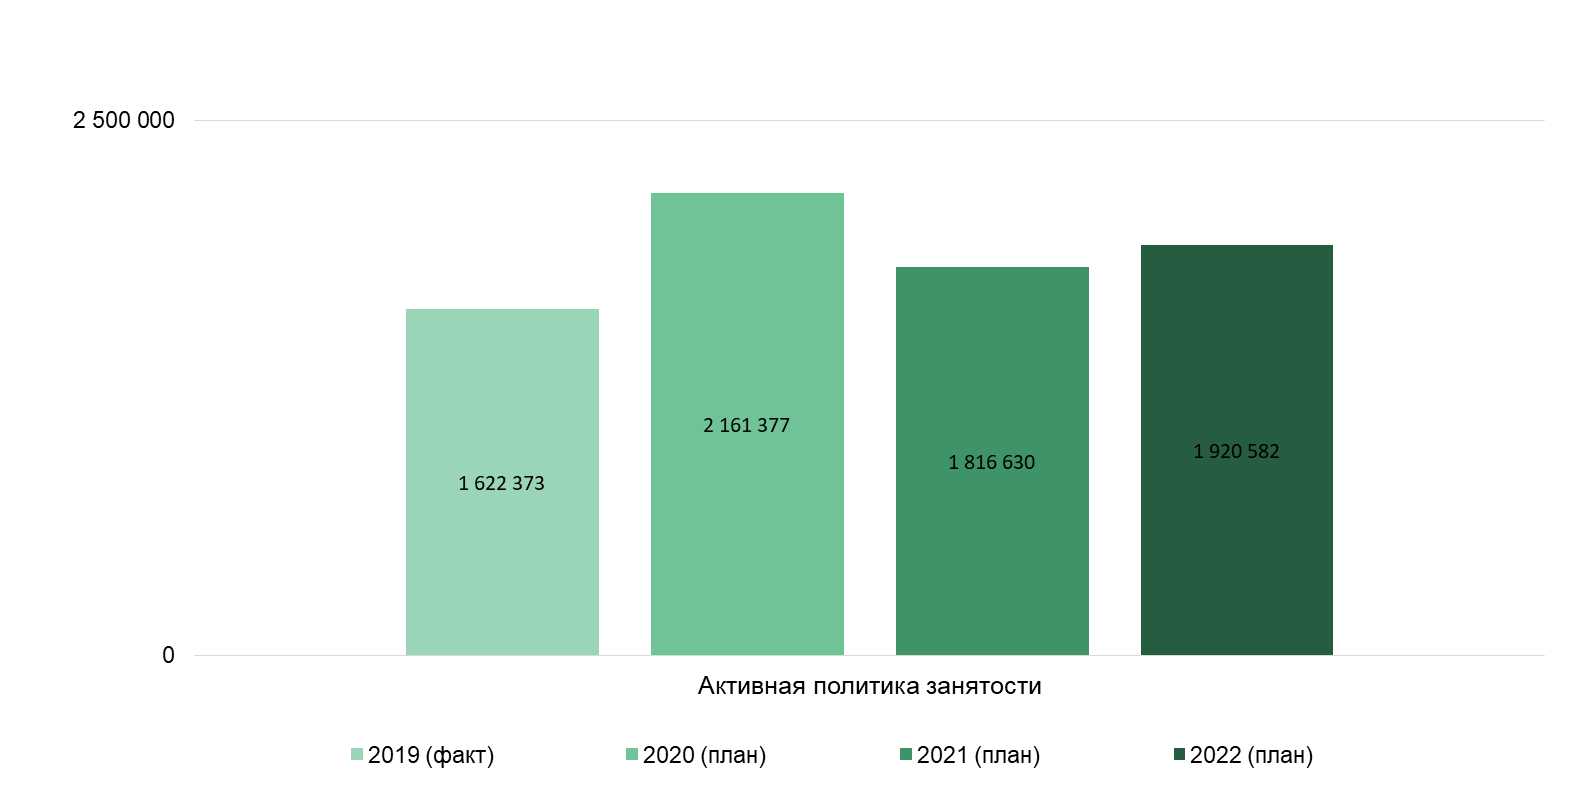 2 500 000
2 161 377
1 920 582
1 816 630
1 622 373
0
Активная политика занятости
2019 (факт) 2020 (план) 2021 (план) 2022 (план)